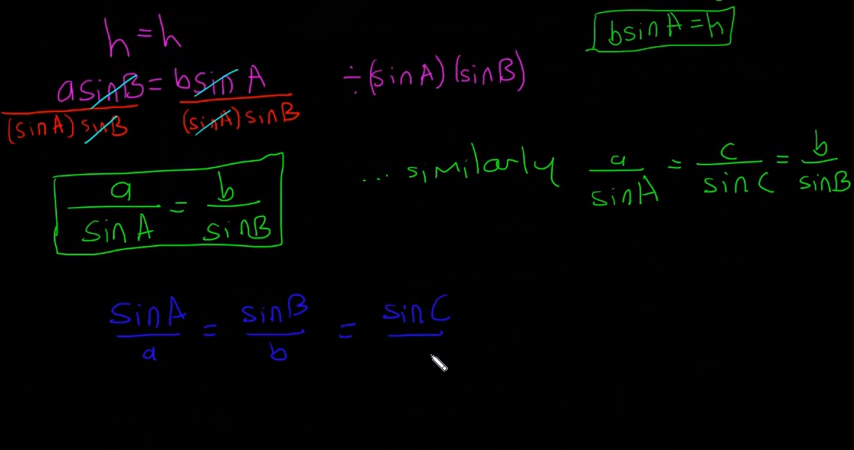 h = h
bsinA = h
asinB = bsinA ÷ (sinA) (sinB)
(sinA) sinB (sinA) sinB
a/sinA = b/sinB
... similarly a/sinA = c/sinC = b/sinB
sinA/a = sinB/b = sinC